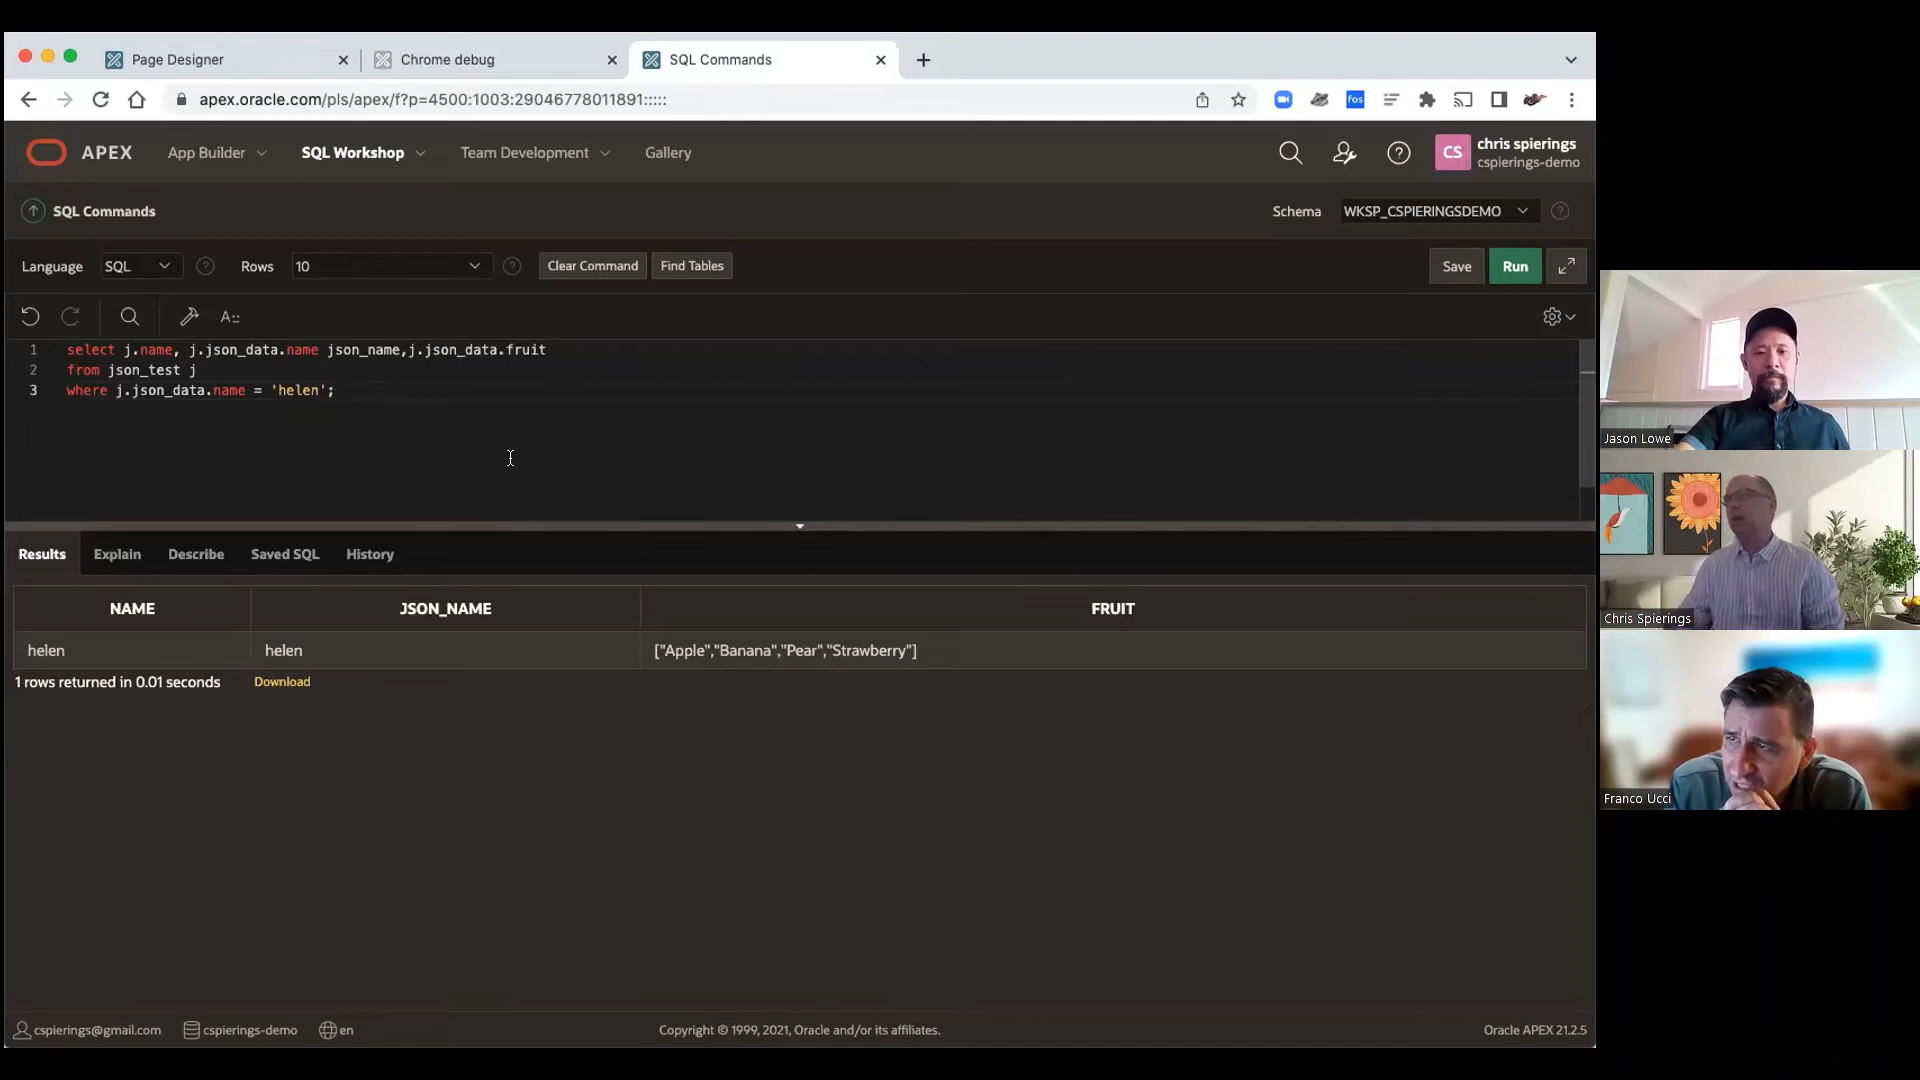 Page Designer
Chrome debug
SQL Commands
apex.oracle.com/pls/apex/f?p=4500:1003:29046778011891:::::
fos
APEX
App Builder
SQL Workshop
Team Development
Gallery
CS
chris spierings
cspierings-demo
SQL Commands
Schema
WKSP_CSPIERINGSDEMO
Language
SQL
Rows
10
Clear Command
Find Tables
Save
Run
A::
1 select j.name, j.json_data.name json_name,j.json_data.fruit
2 from json_test j
3 where j.json_data.name = 'helen';
Results
Explain
Describe
Saved SQL
History
NAME
JSON_NAME
FRUIT
helen
helen
["Apple","Banana","Pear","Strawberry"]
1 rows returned in 0.01 seconds
Download
cspierings@gmail.com
cspierings-demo
en
Copyright © 1999, 2021, Oracle and/or its affiliates.
Oracle APEX 21.2.5
Jason Lowe
Chris Spierings
Franco Ucci